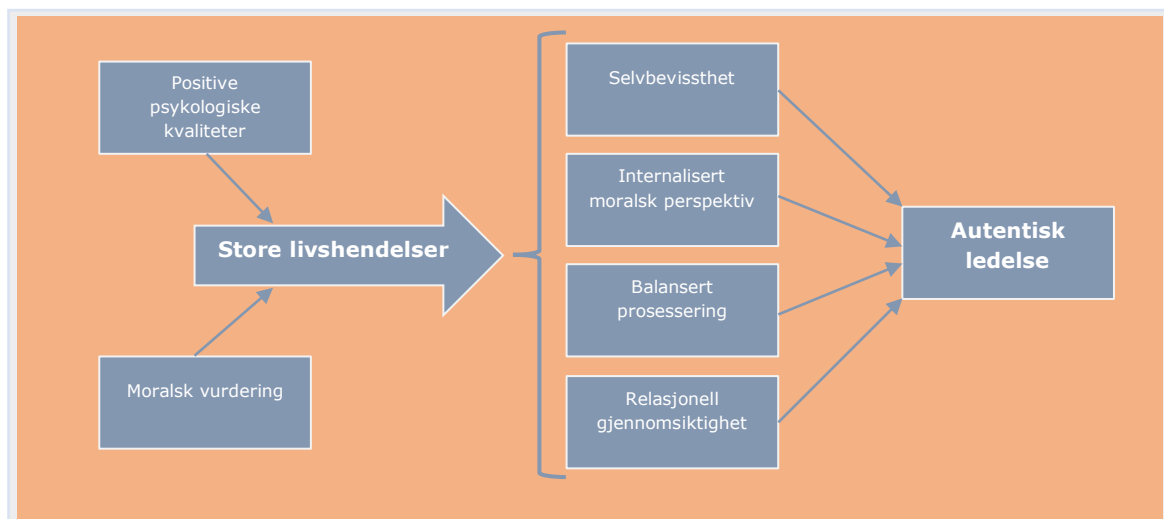 Positive
psykologiske
kvaliteter
Moralsk vurdering
Store livshendelser
Selvbevissthet
Internalisert
moralsk perspektiv
Balansert
prosessering
Relasjonell
gjennomsiktighet
Autentisk
ledelse